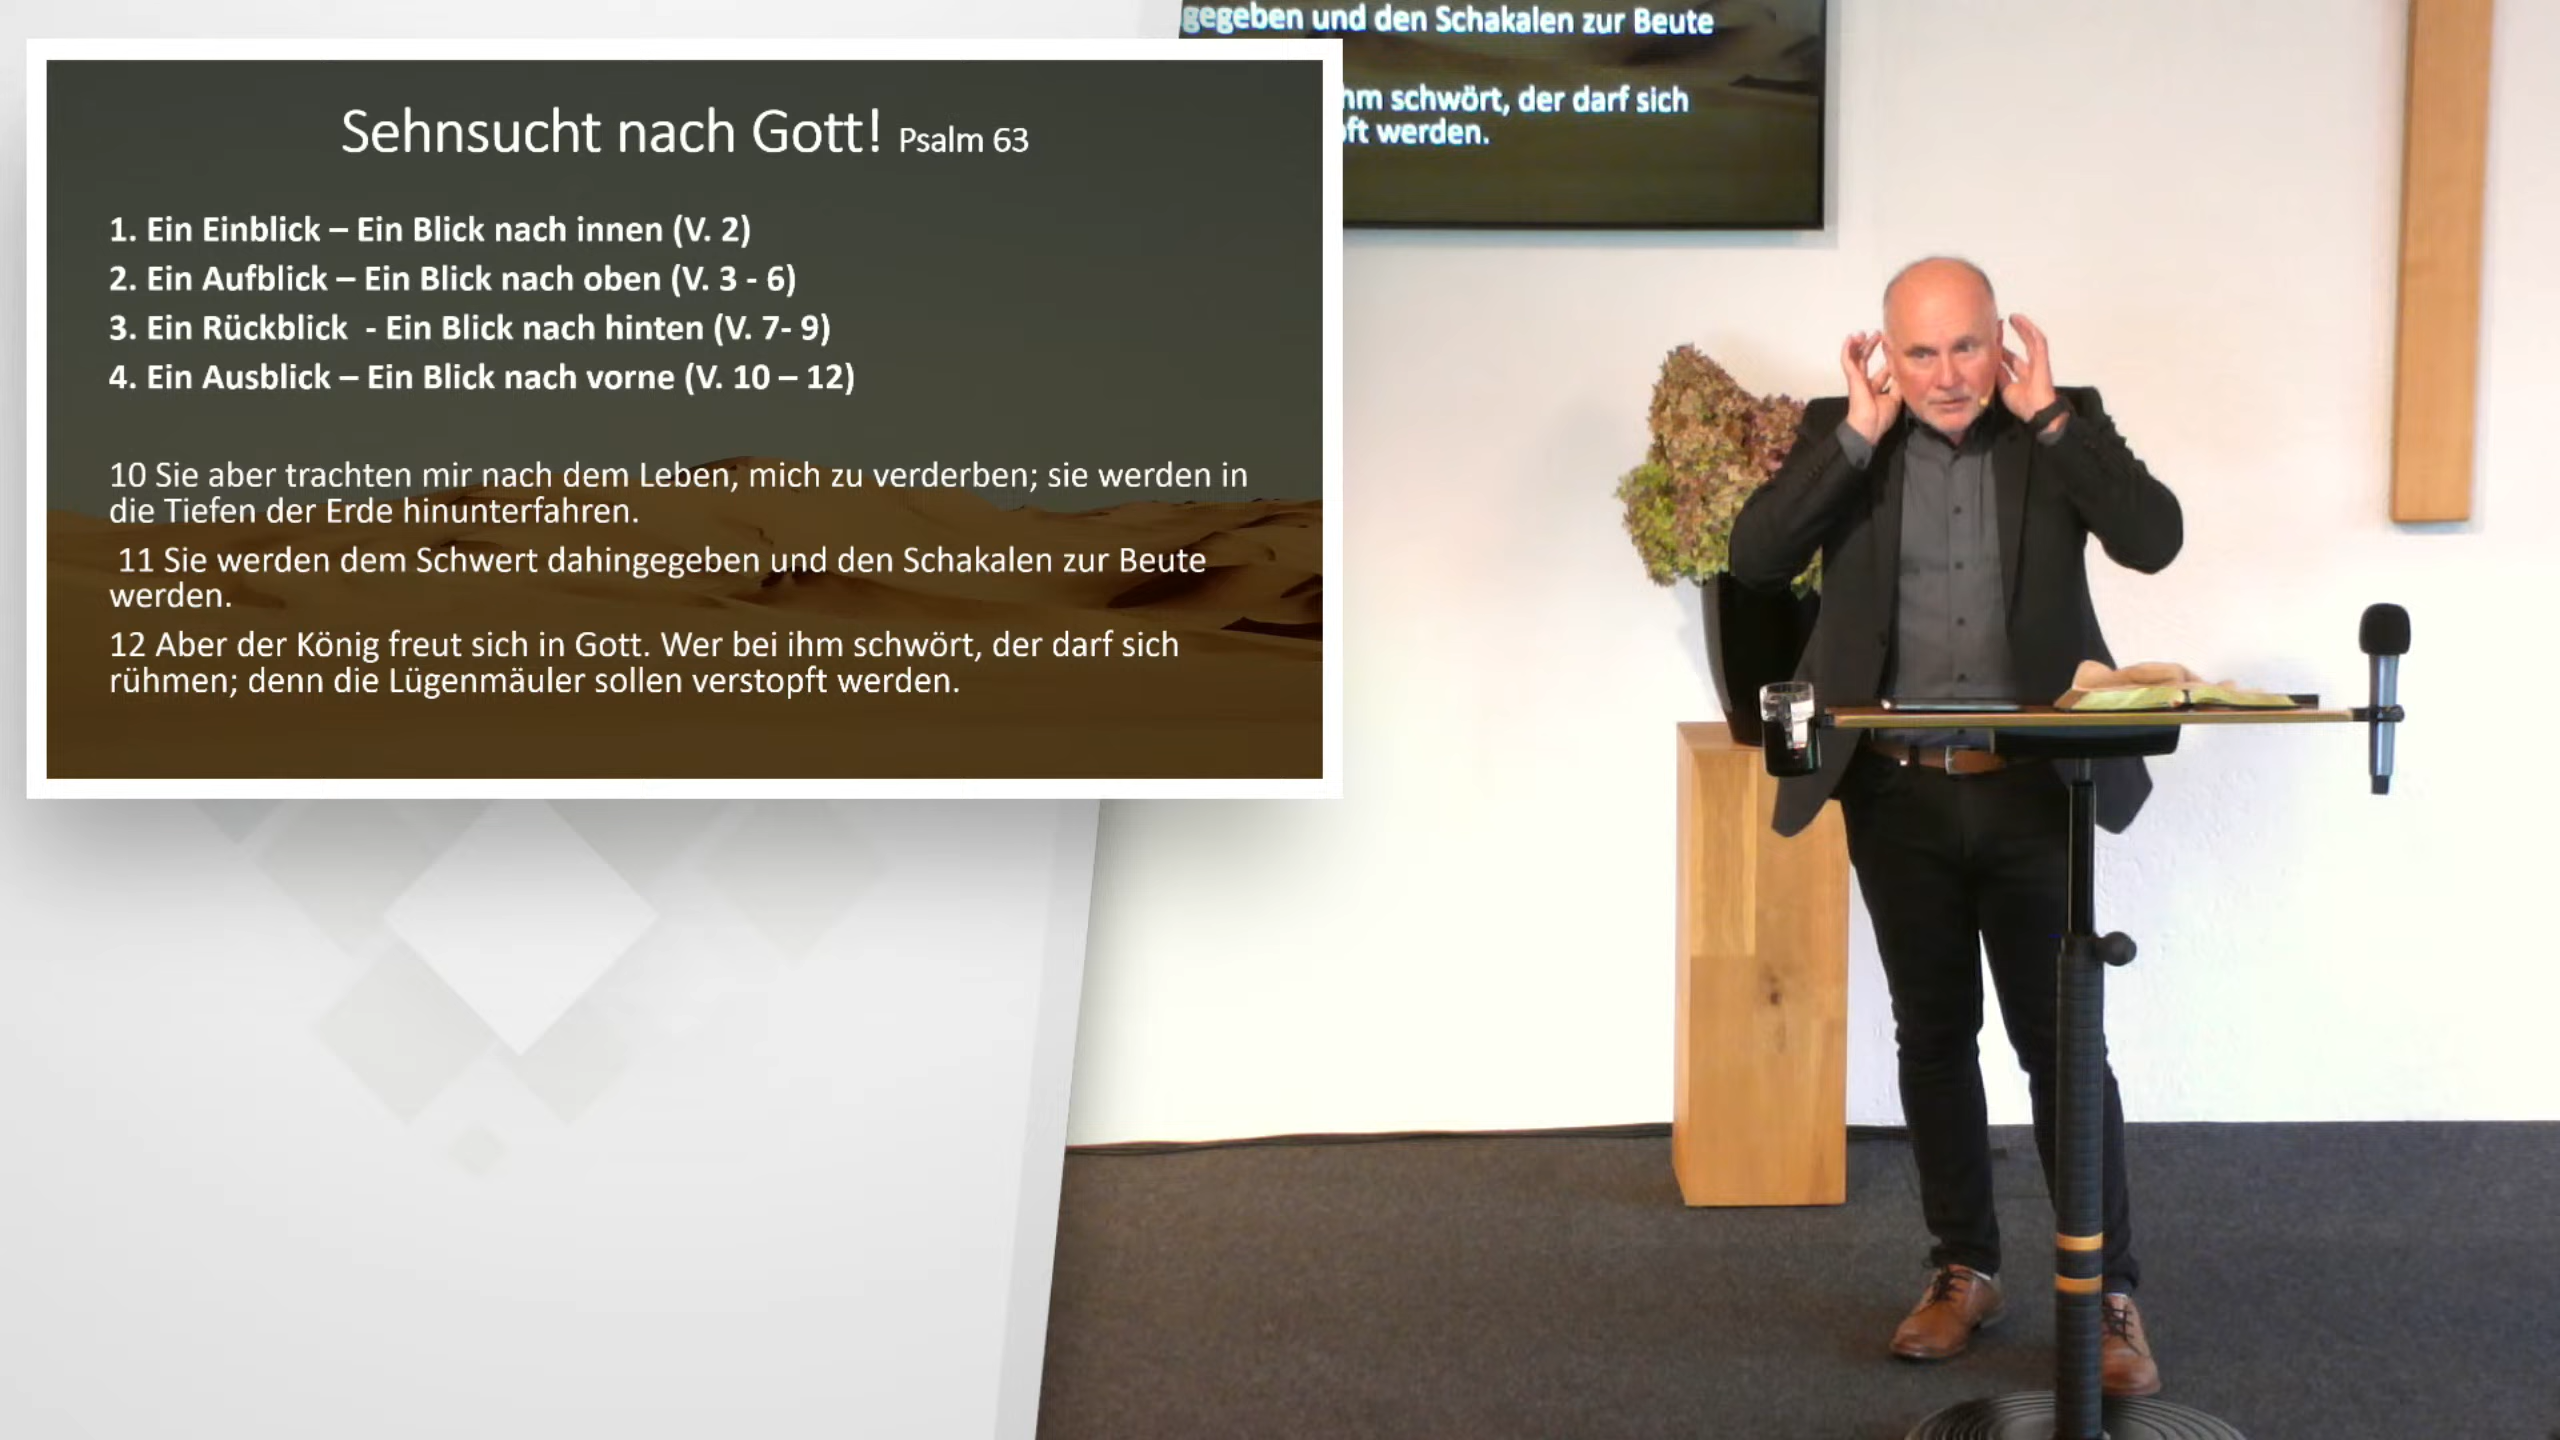 Sehnsucht nach Gott! Psalm 63
1. Ein Einblick – Ein Blick nach innen (V. 2)
2. Ein Aufblick – Ein Blick nach oben (V. 3 - 6)
3. Ein Rückblick  - Ein Blick nach hinten (V. 7- 9)
4. Ein Ausblick – Ein Blick nach vorne (V. 10 – 12)
10 Sie aber trachten mir nach dem Leben, mich zu verderben; sie werden in
die Tiefen der Erde hinunterfahren.
11 Sie werden dem Schwert dahingegeben und den Schakalen zur Beute
werden.
12 Aber der König freut sich in Gott. Wer bei ihm schwört, der darf sich
rühmen; denn die Lügenmäuler sollen verstopft werden.
gegeben und den Schakalen zur Beute
hm schwört, der darf sich
ft werden.